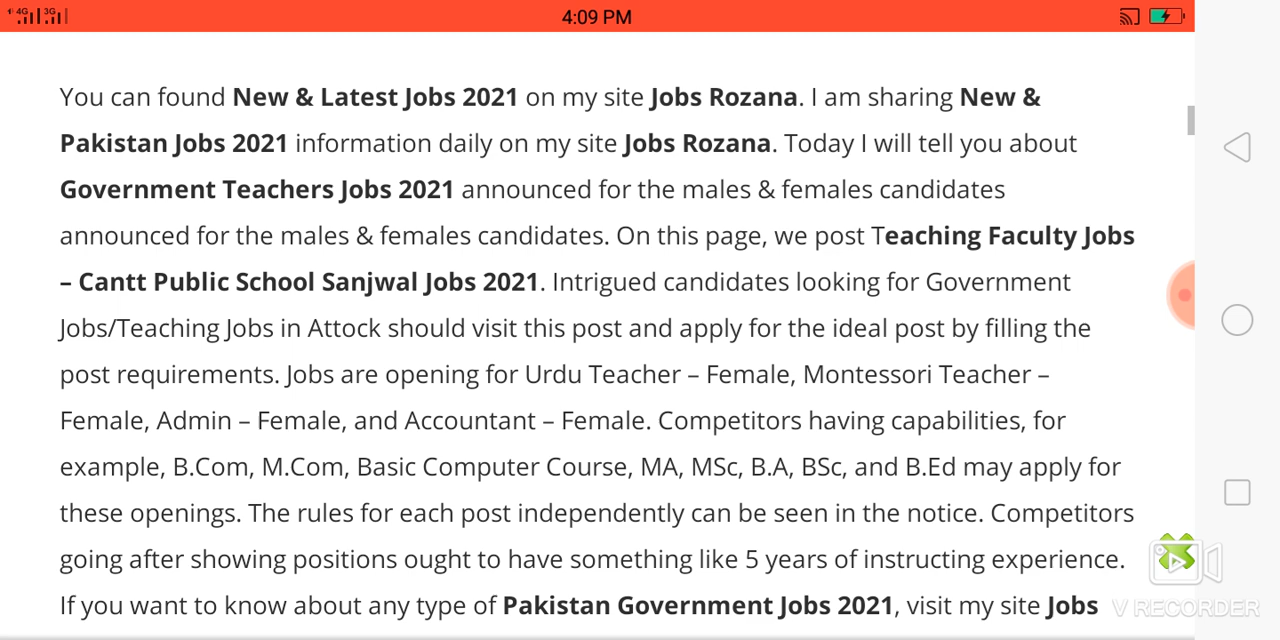 4G 3G 4:09 PM
You can found New & Latest Jobs 2021 on my site Jobs Rozana. I am sharing New &
Pakistan Jobs 2021 information daily on my site Jobs Rozana. Today I will tell you about
Government Teachers Jobs 2021 announced for the males & females candidates
announced for the males & females candidates. On this page, we post Teaching Faculty Jobs
– Cantt Public School Sanjwal Jobs 2021. Intrigued candidates looking for Government
Jobs/Teaching Jobs in Attock should visit this post and apply for the ideal post by filling the
post requirements. Jobs are opening for Urdu Teacher – Female, Montessori Teacher –
Female, Admin – Female, and Accountant – Female. Competitors having capabilities, for
example, B.Com, M.Com, Basic Computer Course, MA, MSc, B.A, BSc, and B.Ed may apply for
these openings. The rules for each post independently can be seen in the notice. Competitors
going after showing positions ought to have something like 5 years of instructing experience.
If you want to know about any type of Pakistan Government Jobs 2021, visit my site Jobs
V RECORDER